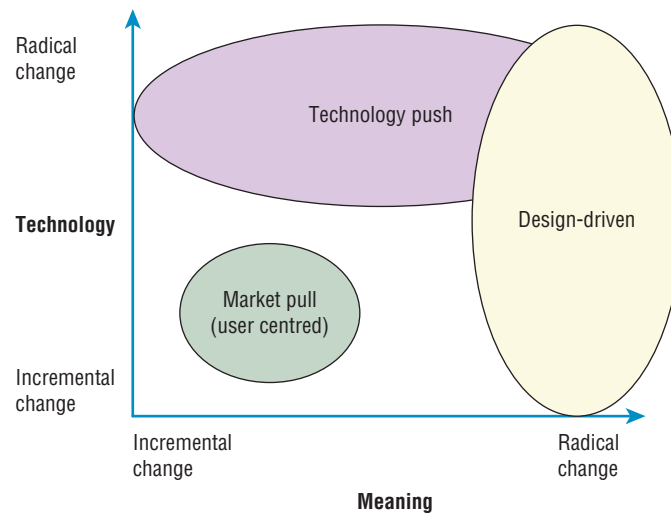 Radical
change
Technology push
Technology
Design-driven
Market pull
(user centred)
Incremental
change
Incremental
change
Radical
change
Meaning